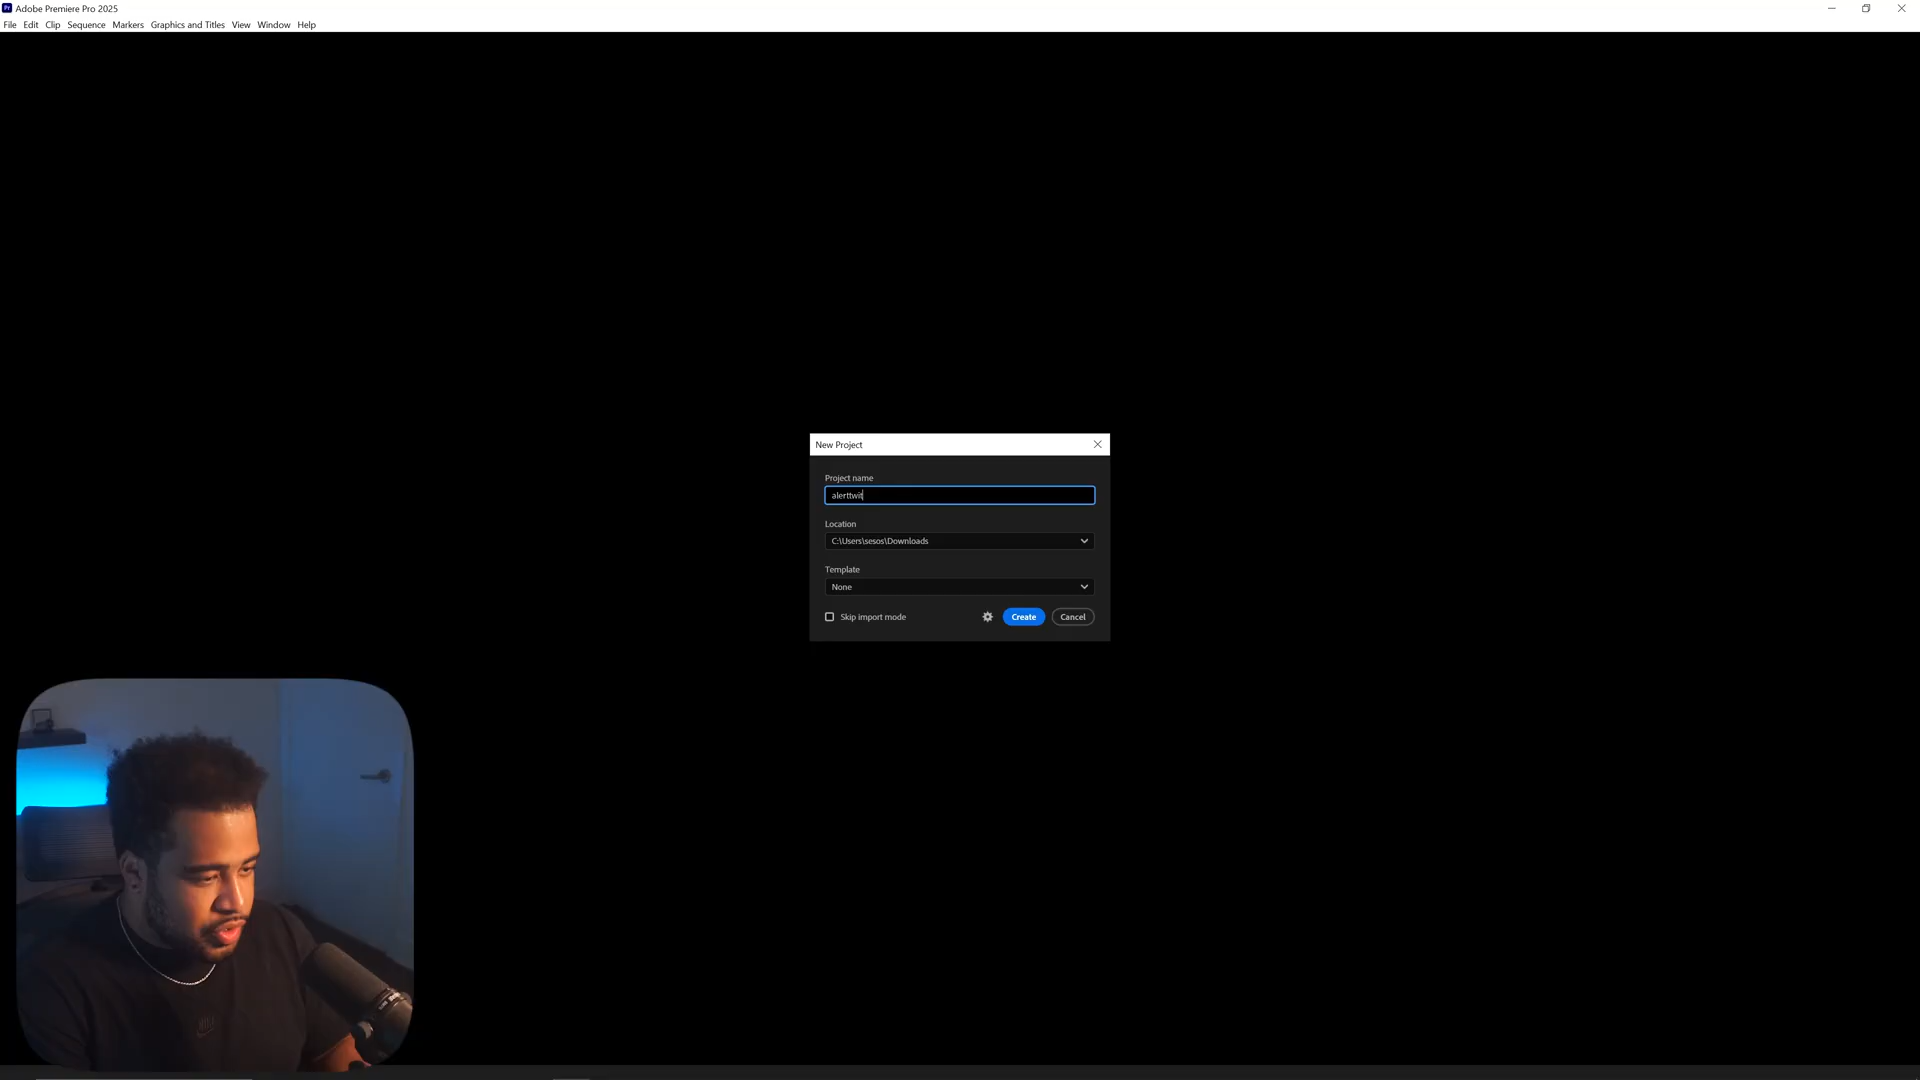 Adobe Premiere Pro 2025
File Edit Clip Sequence Markers Graphics and Titles View Window Help
New Project
Project name
alerttwit
Location
C:\Users\sesos\Downloads
Template
None
Skip import mode Create Cancel